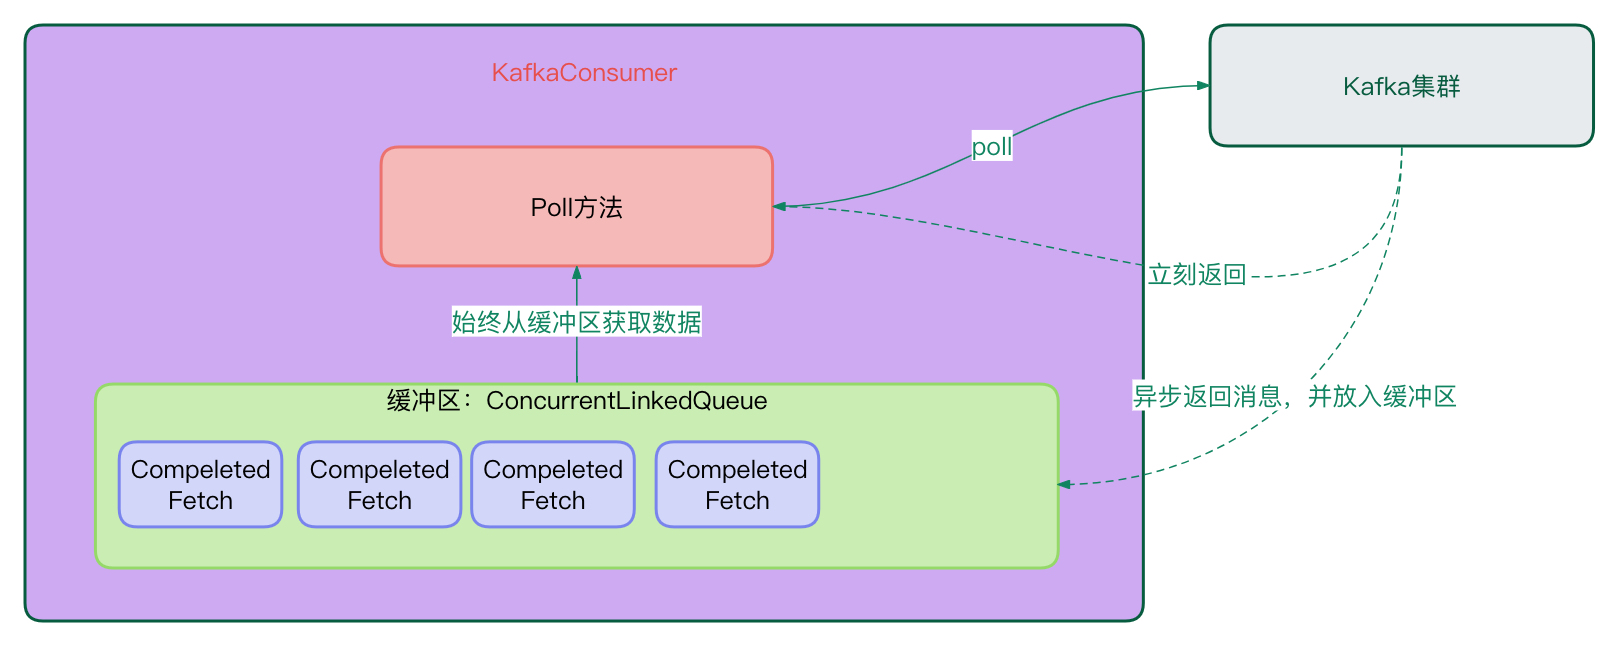 KafkaConsumer
Kafka集群
poll
Poll方法
立刻返回
始终从缓冲区获取数据
异步返回消息，并放入缓冲区
缓冲区：ConcurrentLinkedQueue
Compeleted
Fetch
Compeleted
Fetch
Compeleted
Fetch
Compeleted
Fetch